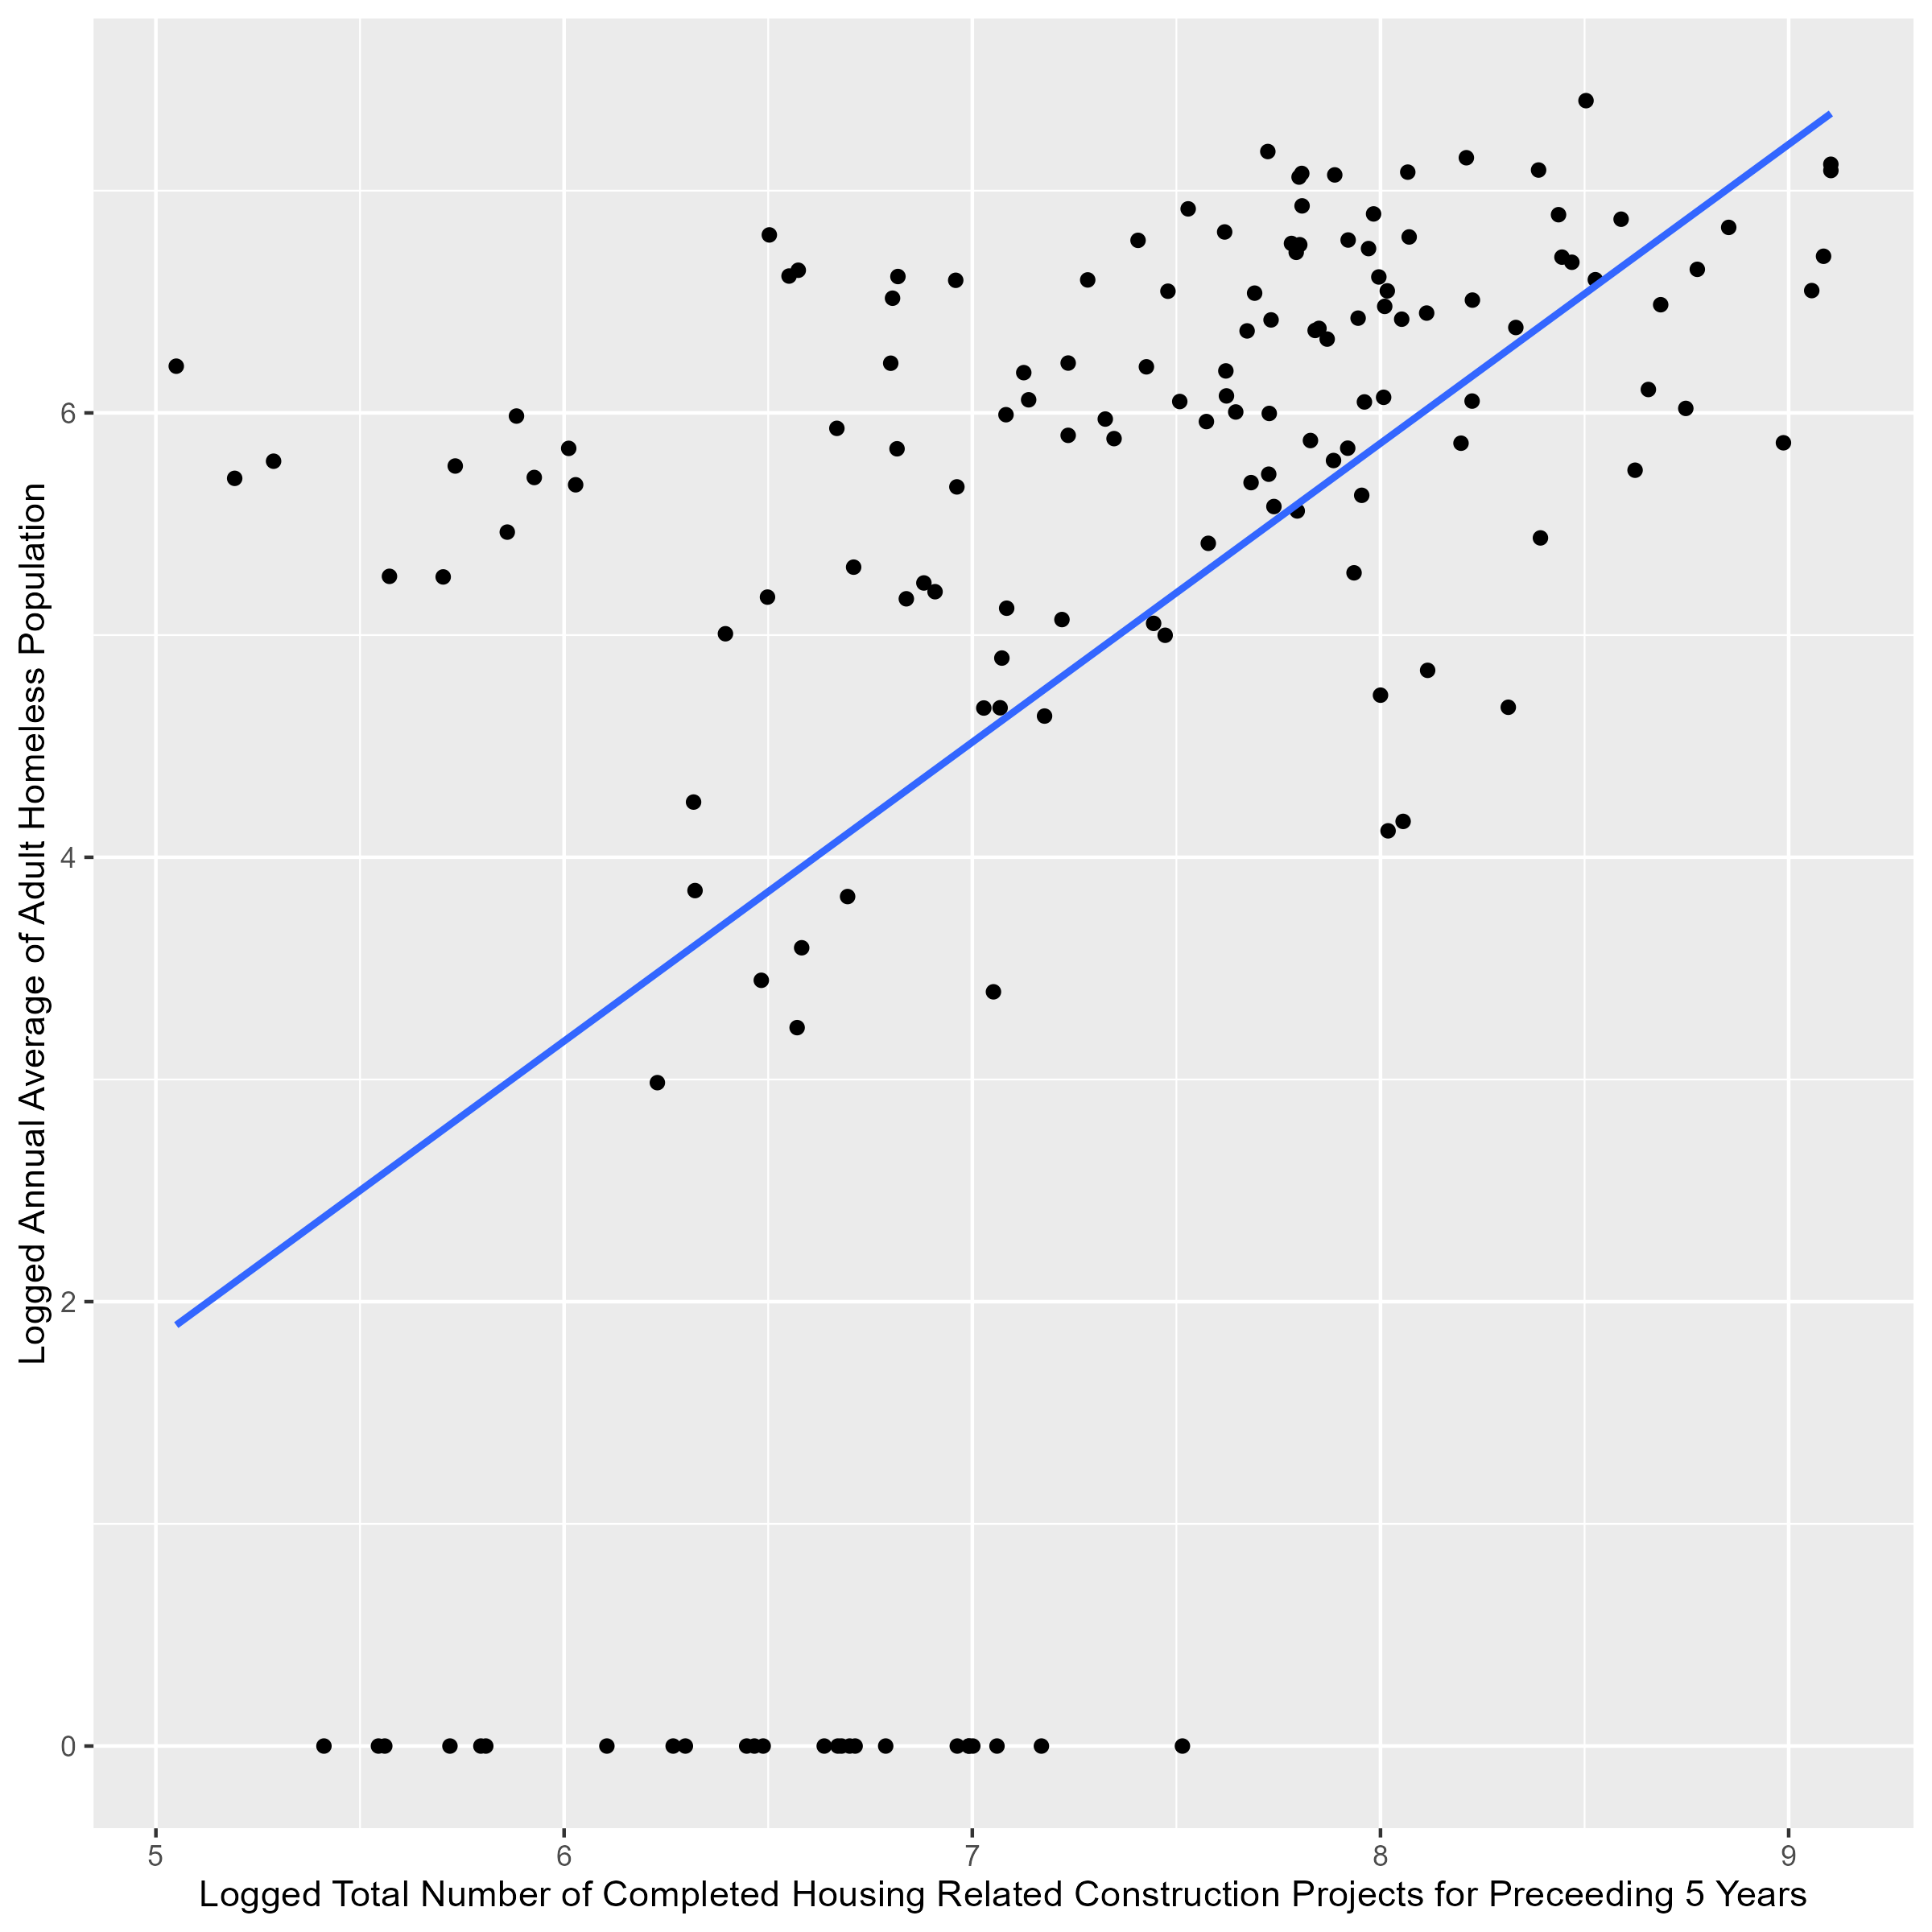 Logged Annual Average of Adult Homeless Population
6
4
2
0
5 6 7 8 9
Logged Total Number of Completed Housing Related Construction Projects for Preceeding 5 Years